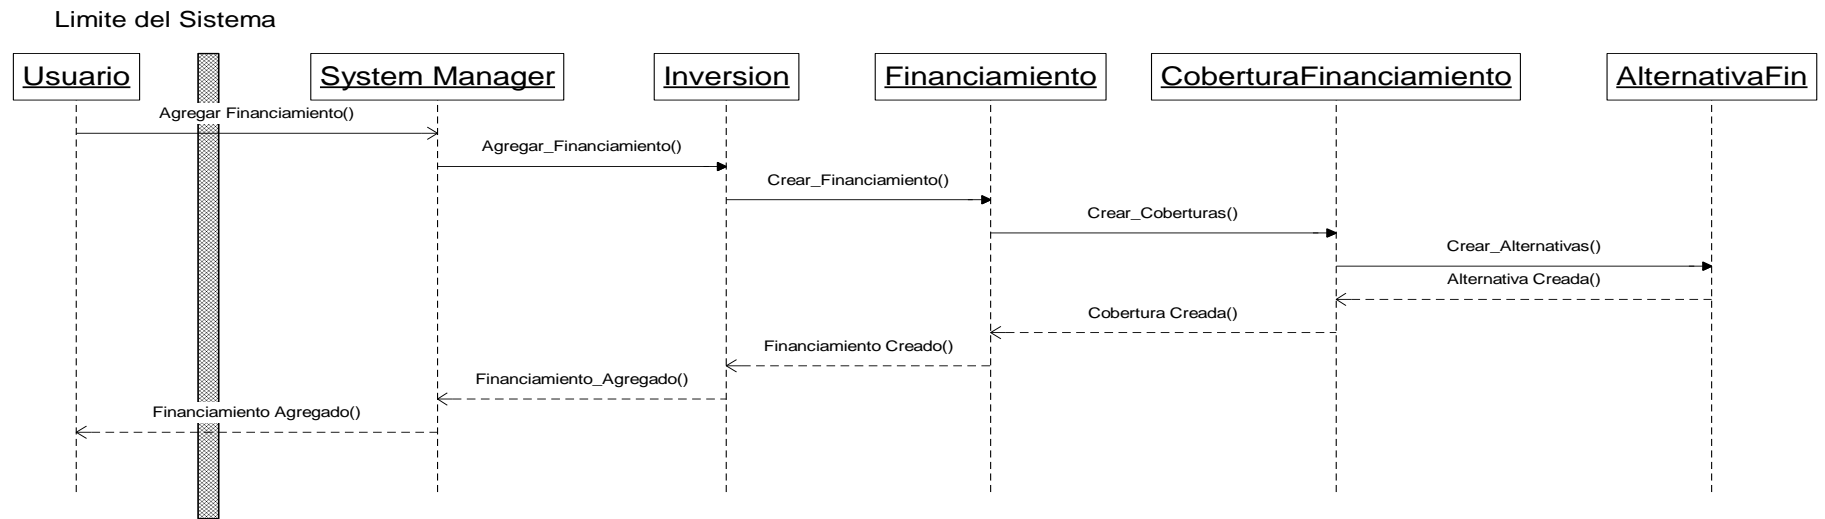 Limite del Sistema
Usuario
System Manager
Inversion
Financiamiento
CoberturaFinanciamiento
AlternativaFin
Agregar Financiamiento()
Agregar_Financiamiento()
Crear_Financiamiento()
Crear_Coberturas()
Crear_Alternativas()
Alternativa Creada()
Cobertura Creada()
Financiamiento Creado()
Financiamiento_Agregado()
Financiamiento Agregado()